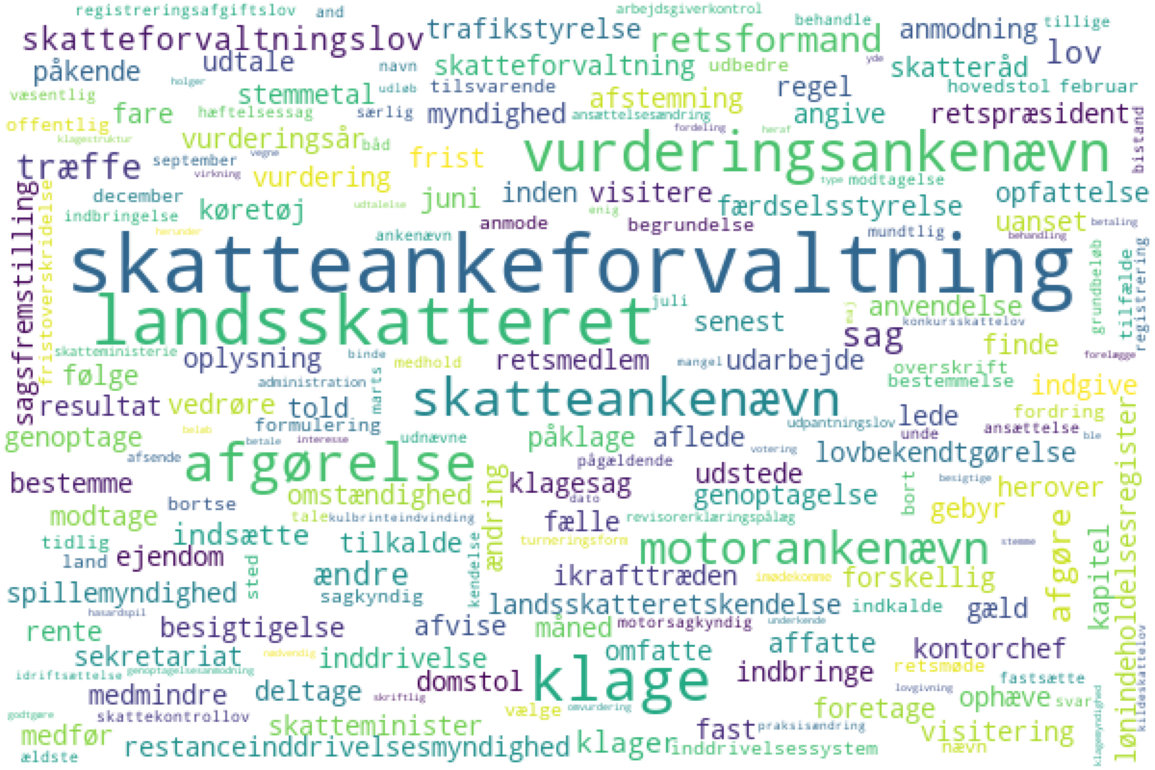 registreringsafgiftslov and arbejdsgiverkontrol behandle tillige
skatteforvaltningslov trafikstyrelse retsformand anmodning lov
påkende udtale navn skatteforvaltning udbedre yde skatteråd
holger udløb tilsvarende regel hovedstol februar
væsentlig fare stemmetal særlig myndighed afstemning angive retspræsident
hæftelsessag ansættelsesændring
offentlig klagestruktur vurderingsår båd fordeling heraf bistand
træffe september vegne frist vurderingsankenævn
virkning vurdering type modtagelse
december juni inden visitere opfattelse
indbringelse køretøj udtalelse enig færdselsstyrelse uanset betaling
sagsfremstilling fristoverskridelse herunder ankenævn anmode begrundelse mundtlig behandling
skatteankeforvaltning
grundbeløb tilfælde registrering
landsskatteret juli maj anvendelse
senest sag konkursskattelov finde
skatteministerie oplysning binde medhold retsmedlem mangel udarbejde forelægge
følge administration marts overskrift
bestemmelse indgive
resultat vedrøre told skatteankenævn lede fordring
formulering udpantningslov unde ansættelse
genoptage beløb betale interesse udnævne påklage aflede ble
afsende afgørelse pågældende votering lovbekendtgørelse
bestemme klagesag udstede besigtige
bortse omstændighed ændring dato genoptagelse bort herover
modtage tale kulbrinteindvinding fælle revisorerklæringspålæg gebyr lønindeholdelsesregister
tidlig indsætte tilkalde turneringsform afgøre
land ejendom sted kendelse motorankenævn stemme kapitel
ændre ikrafttræden imødekomme forskellig
spillemyndighed sagkyndig landsskatteretskendelse indkalde gæld
hasardspil
rente besigtigelse afvise måned motorsagkyndig underkende
sekretariat nødvendig inddrivelse omfatte affatte kontorchef kildeskattelov
idriftsættelse genoptagelsesanmodning domstol klage indbringe retsmøde
medmindre deltage skriftlig lovgivning fastsætte
godtgøre skattekontrollov vælge omvurdering foretage ophæve svar
medfør skatteminister fast praksisændring visitering klagemyndighed
ældste restanceinddrivelsesmyndighed klager inddrivelsessystem nævn